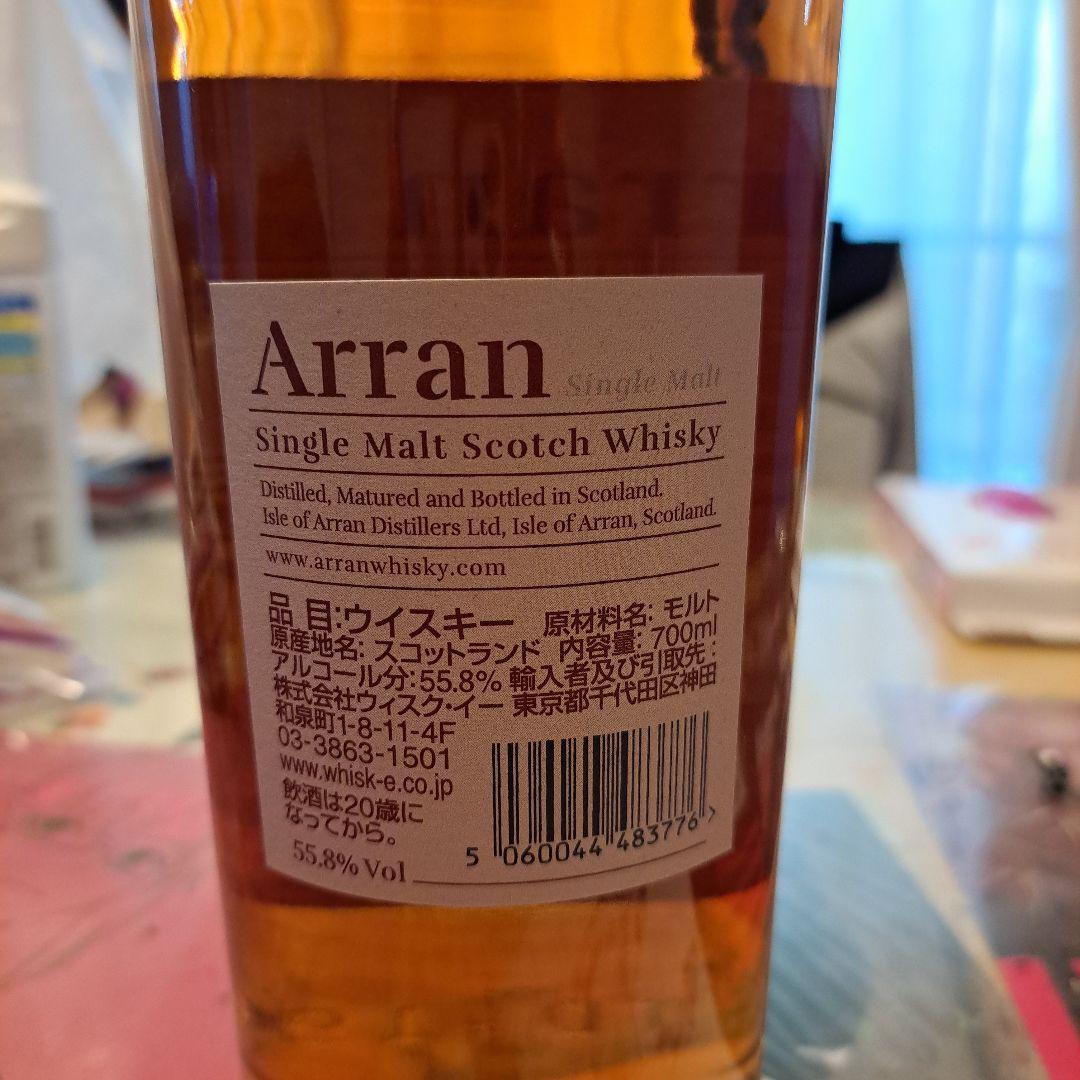 Arran Single Malt
Single Malt Scotch Whisky
Distilled, Matured and Bottled in Scotland.
Isle of Arran Distillers Ltd, Isle of Arran, Scotland.
www.arranwhisky.com
品 目:ウイスキー 原材料名: モルト
原産地名: スコットランド 内容量: 700ml
アルコール分:55.8% 輸入者及び引取先:
株式会社ウィスク・イー 東京都千代田区神田
和泉町1-8-11-4F
03-3863-1501
www.whisk-e.co.jp
飲酒は20歳に
なってから。
5 060044 483776 >
55.8% Vol